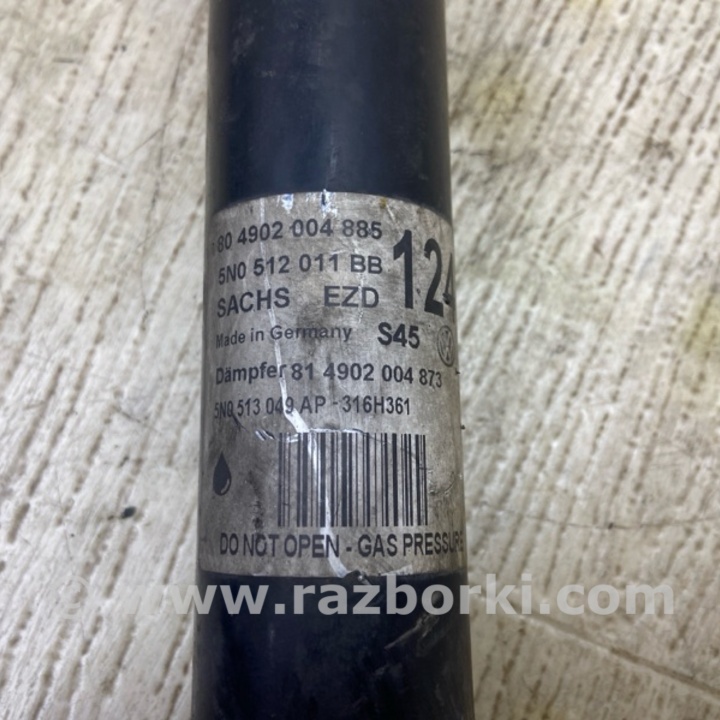 80 4902 004 885
5N0 512 011 BB
124
SACHS EZD
Made in Germany S45
Dämpfer 81 4902 004 873
5N0 513 049 AP - 316H361
DO NOT OPEN - GAS PRESSURE
© www.razborki.com